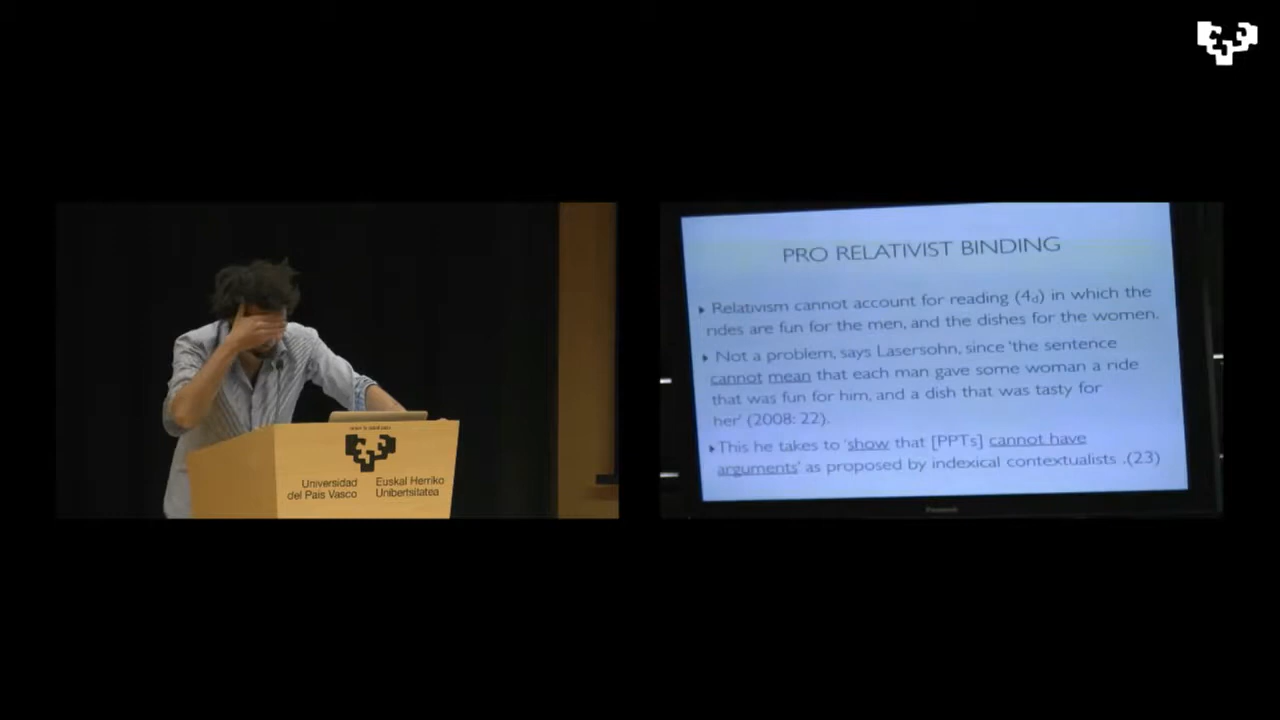 Universidad
del Pais Vasco
Euskal Herriko
Unibertsitatea
PRO RELATIVIST BINDING
Relativism cannot account for reading (4d) in which the
rides are fun for the men, and the dishes for the women.
Not a problem, says Lasersohn, since 'the sentence
cannot mean that each man gave some woman a ride
that was fun for him, and a dish that was tasty for
her' (2008: 22).
This he takes to 'show that [PPTs] cannot have
arguments' as proposed by indexical contextualists .(23)
Panasonic